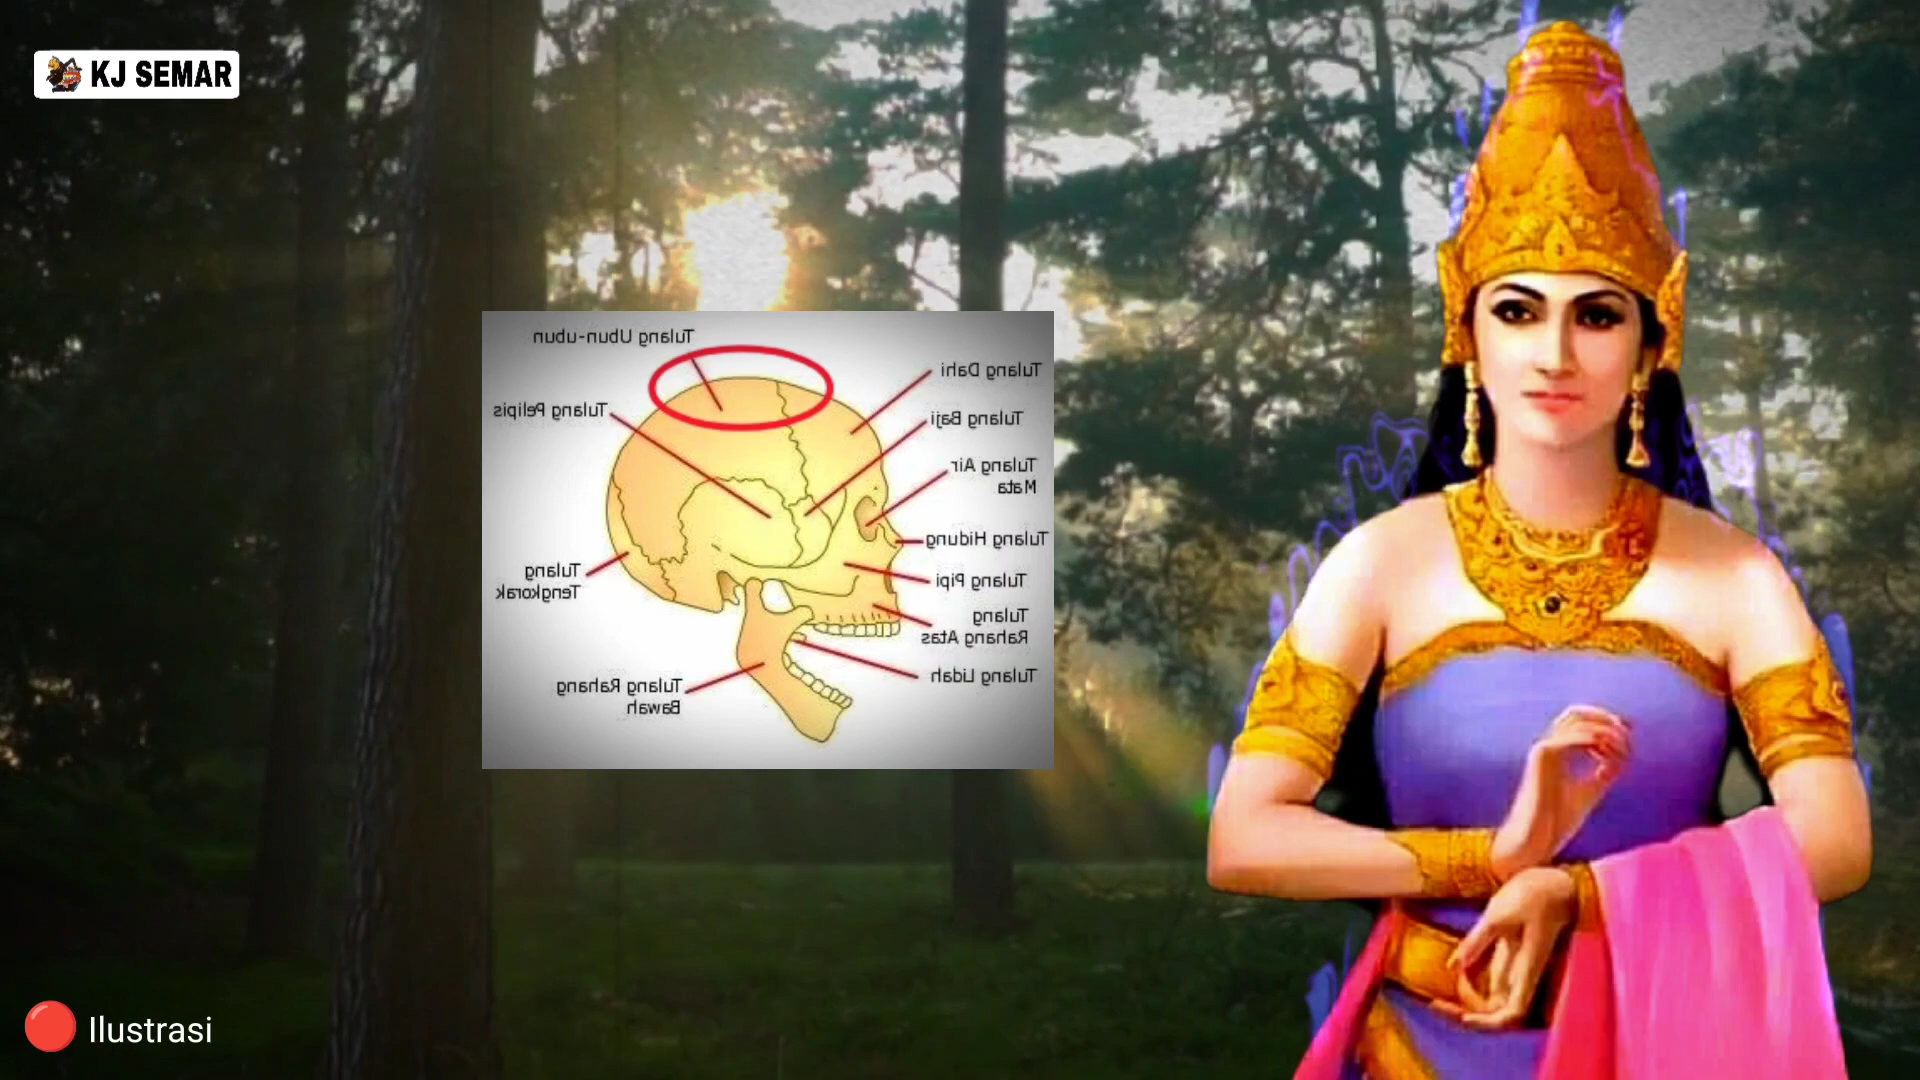 KJ SEMAR
Tulang Ubun-ubun
Tulang Dahi
Tulang Pelipis
Tulang Baji
Tulang Air
Mata
Tulang Hidung
Tulang
Tengkorak
Tulang Pipi
Tulang
Rahang Atas
Tulang Lidah
Tulang Rahang
Bawah
Ilustrasi